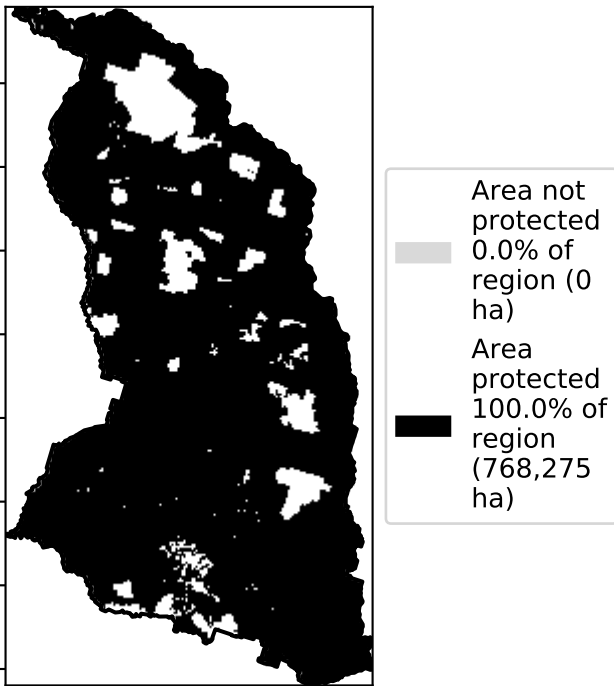 Area not
protected
0.0% of
region (0
ha)
Area
protected
100.0% of
region
(768,275
ha)